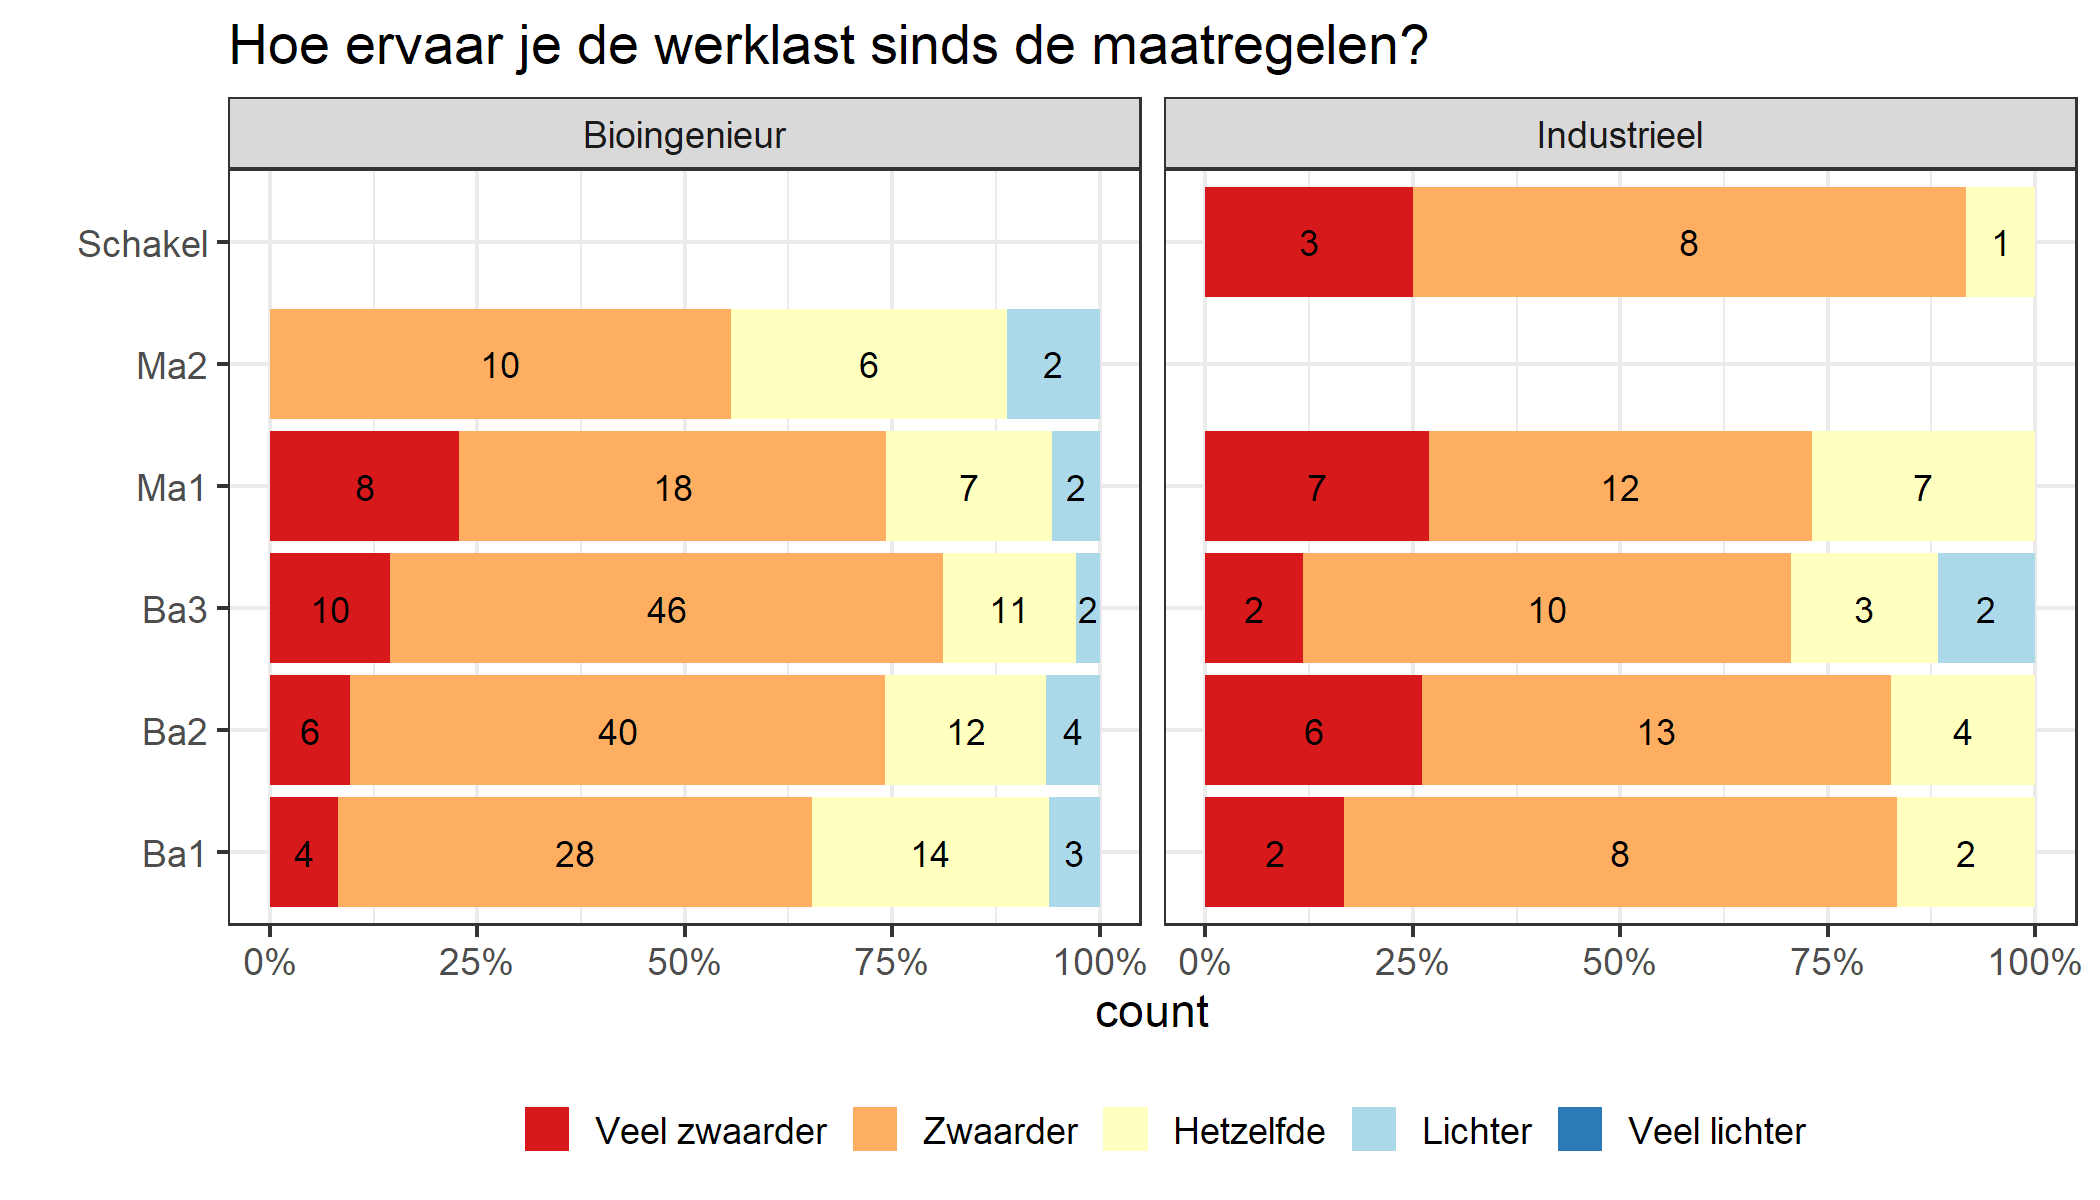 Hoe ervaar je de werklast sinds de maatregelen?
Bioingenieur Industrieel
Schakel 3 8 1
Ma2 10 6 2
Ma1 8 18 7 2 7 12 7
Ba3 10 46 11 2 2 10 3 2
Ba2 6 40 12 4 6 13 4
Ba1 4 28 14 3 2 8 2
0% 25% 50% 75% 100% 0% 25% 50% 75% 100%
count
Veel zwaarder Zwaarder Hetzelfde Lichter Veel lichter